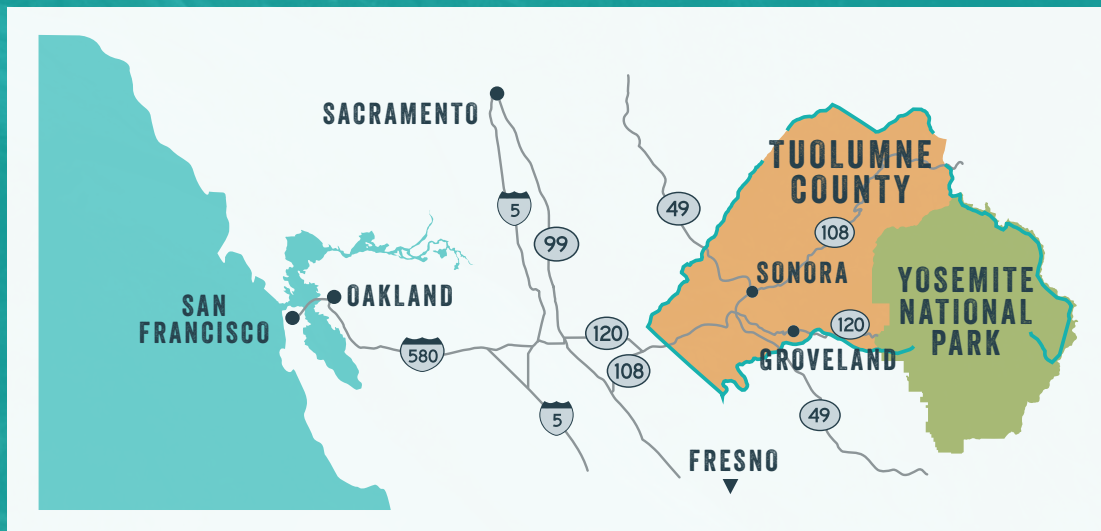 SACRAMENTO
TUOLUMNE
COUNTY
5
49
99
108
SONORA
YOSEMITE
NATIONAL
PARK
SAN
FRANCISCO
OAKLAND
120
120
580
108
GROVELAND
5
49
FRESNO